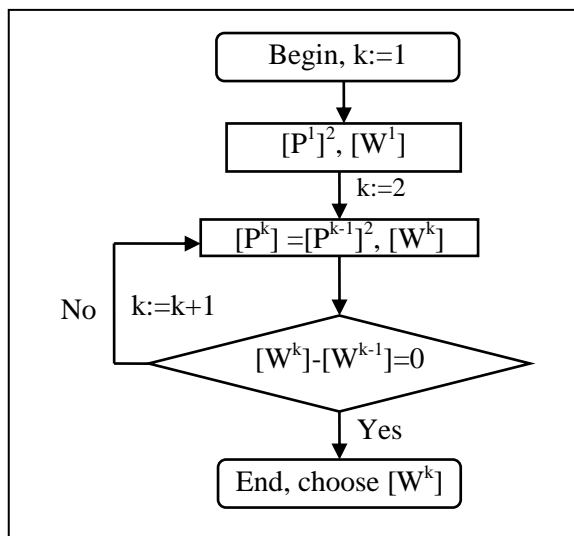 Begin, k:=1
[P¹]², [W¹]
k:=2
[Pᵏ] =[Pᵏ⁻¹]², [Wᵏ]
No
k:=k+1
[Wᵏ]-[Wᵏ⁻¹]=0
Yes
End, choose [Wᵏ]